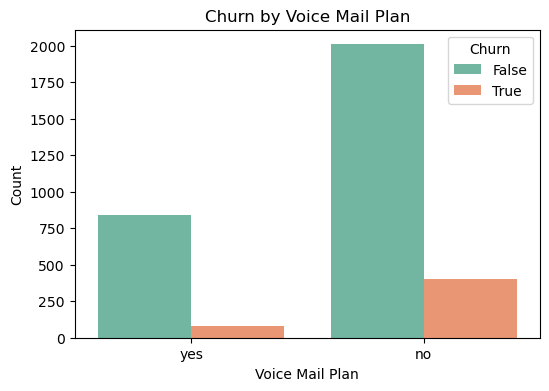 Churn by Voice Mail Plan
Churn
False
True
Count
2000
1750
1500
1250
1000
750
500
250
0
yes
no
Voice Mail Plan